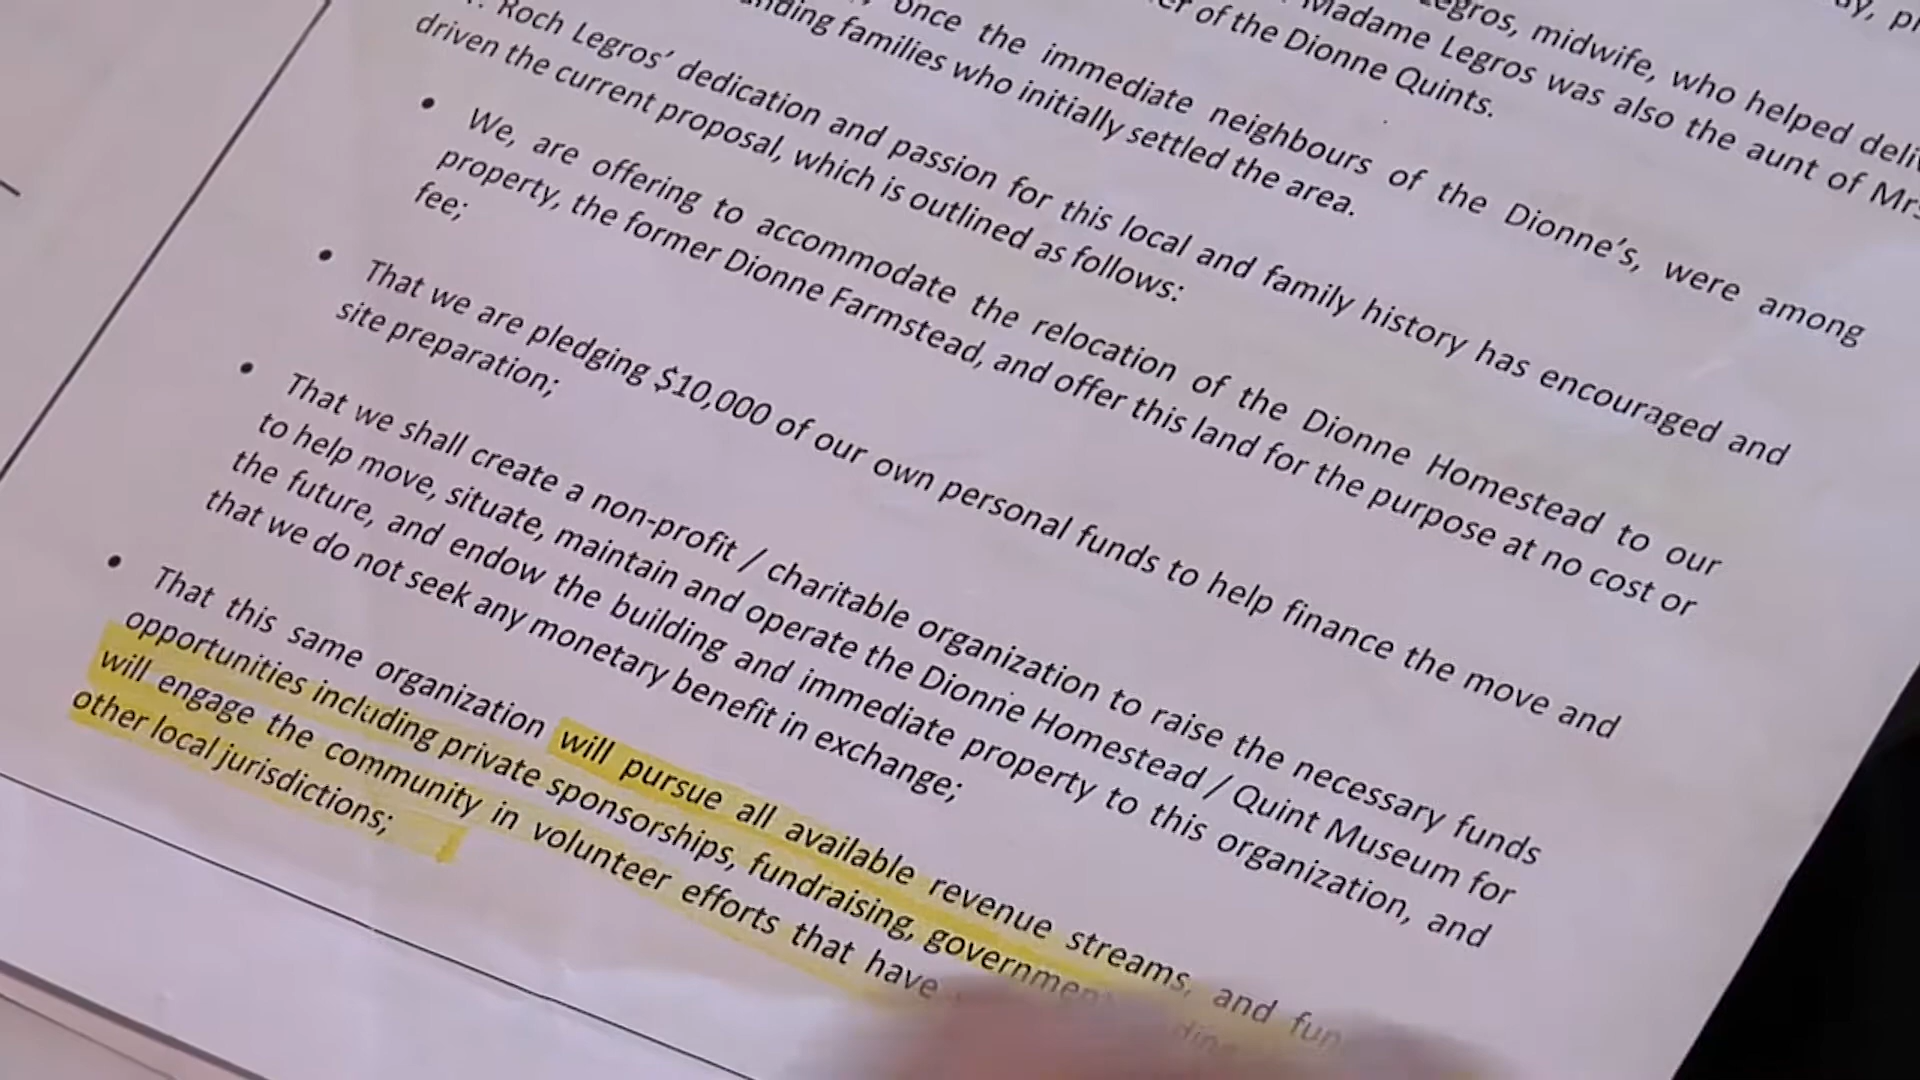 Legros, midwife, who helped
Madame Legros was also the aunt of
of the Dionne Quints.
once the immediate neighbours of the Dionne's, were among
families who initially settled the area.
Roch Legros' dedication and passion for this local and family history has encouraged and
driven the current proposal, which is outlined as follows:
• We, are offering to accommodate the relocation of the Dionne Homestead to our
property, the former Dionne Farmstead, and offer this land for the purpose at no cost or
fee;
• That we are pledging $10,000 of our own personal funds to help finance the move and
site preparation;
• That we shall create a non-profit / charitable organization to raise the necessary funds
to help move, situate, maintain and operate the Dionne Homestead / Quint Museum for
the future, and endow the building and immediate property to this organization, and
that we do not seek any monetary benefit in exchange;
• That this same organization will pursue all available revenue streams, and
opportunities including private sponsorships, fundraising, government
will engage the community in volunteer efforts that have
other local jurisdictions;